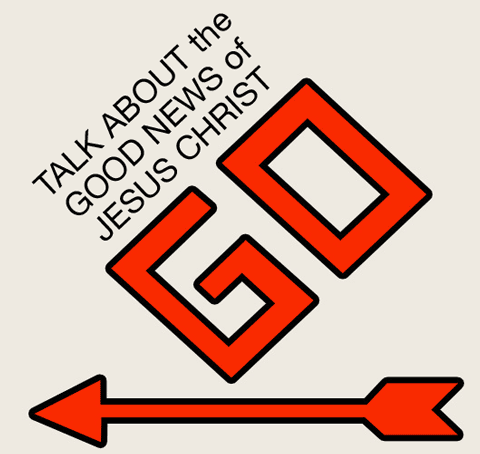 TALK ABOUT the
GOOD NEWS of
JESUS CHRIST
GO